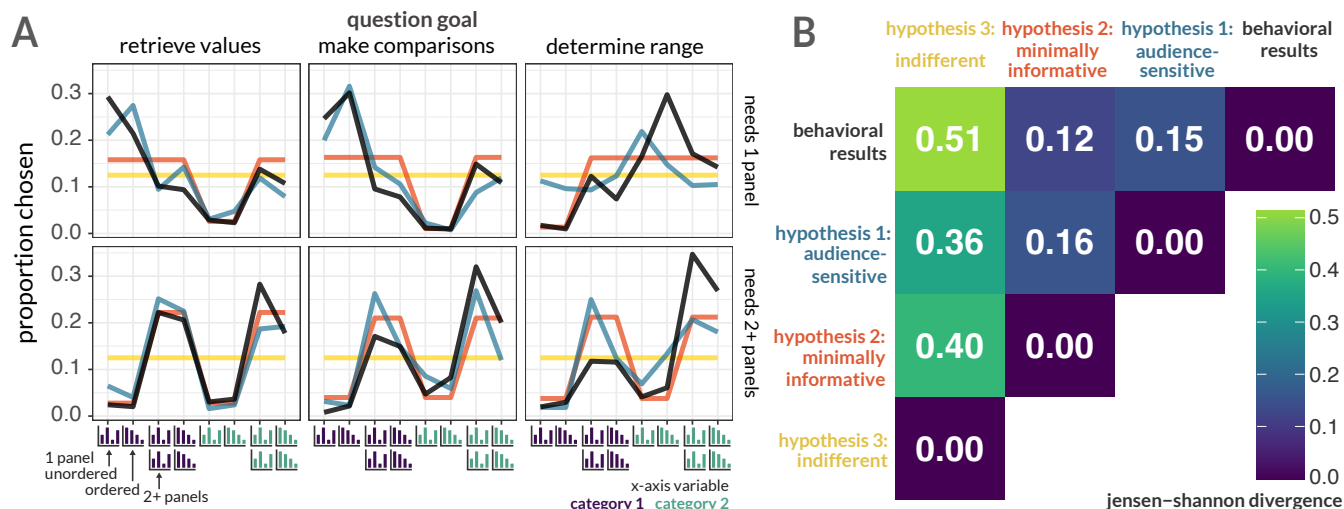 A
question goal
retrieve values
make comparisons
determine range
proportion chosen
0.3
0.2
0.1
0.0
needs 1 panel
0.3
0.2
0.1
0.0
needs 2+ panels
1 panel
unordered
ordered
2+ panels
x-axis variable
category 1 category 2
B
hypothesis 3:
indifferent
hypothesis 2:
minimally
informative
hypothesis 1:
audience-
sensitive
behavioral
results
behavioral
results
0.51 0.12 0.15 0.00
hypothesis 1:
audience-
sensitive
0.36 0.16 0.00
hypothesis 2:
minimally
informative
0.40 0.00
hypothesis 3:
indifferent
0.00
0.5
0.4
0.3
0.2
0.1
0.0
jensen–shannon divergence